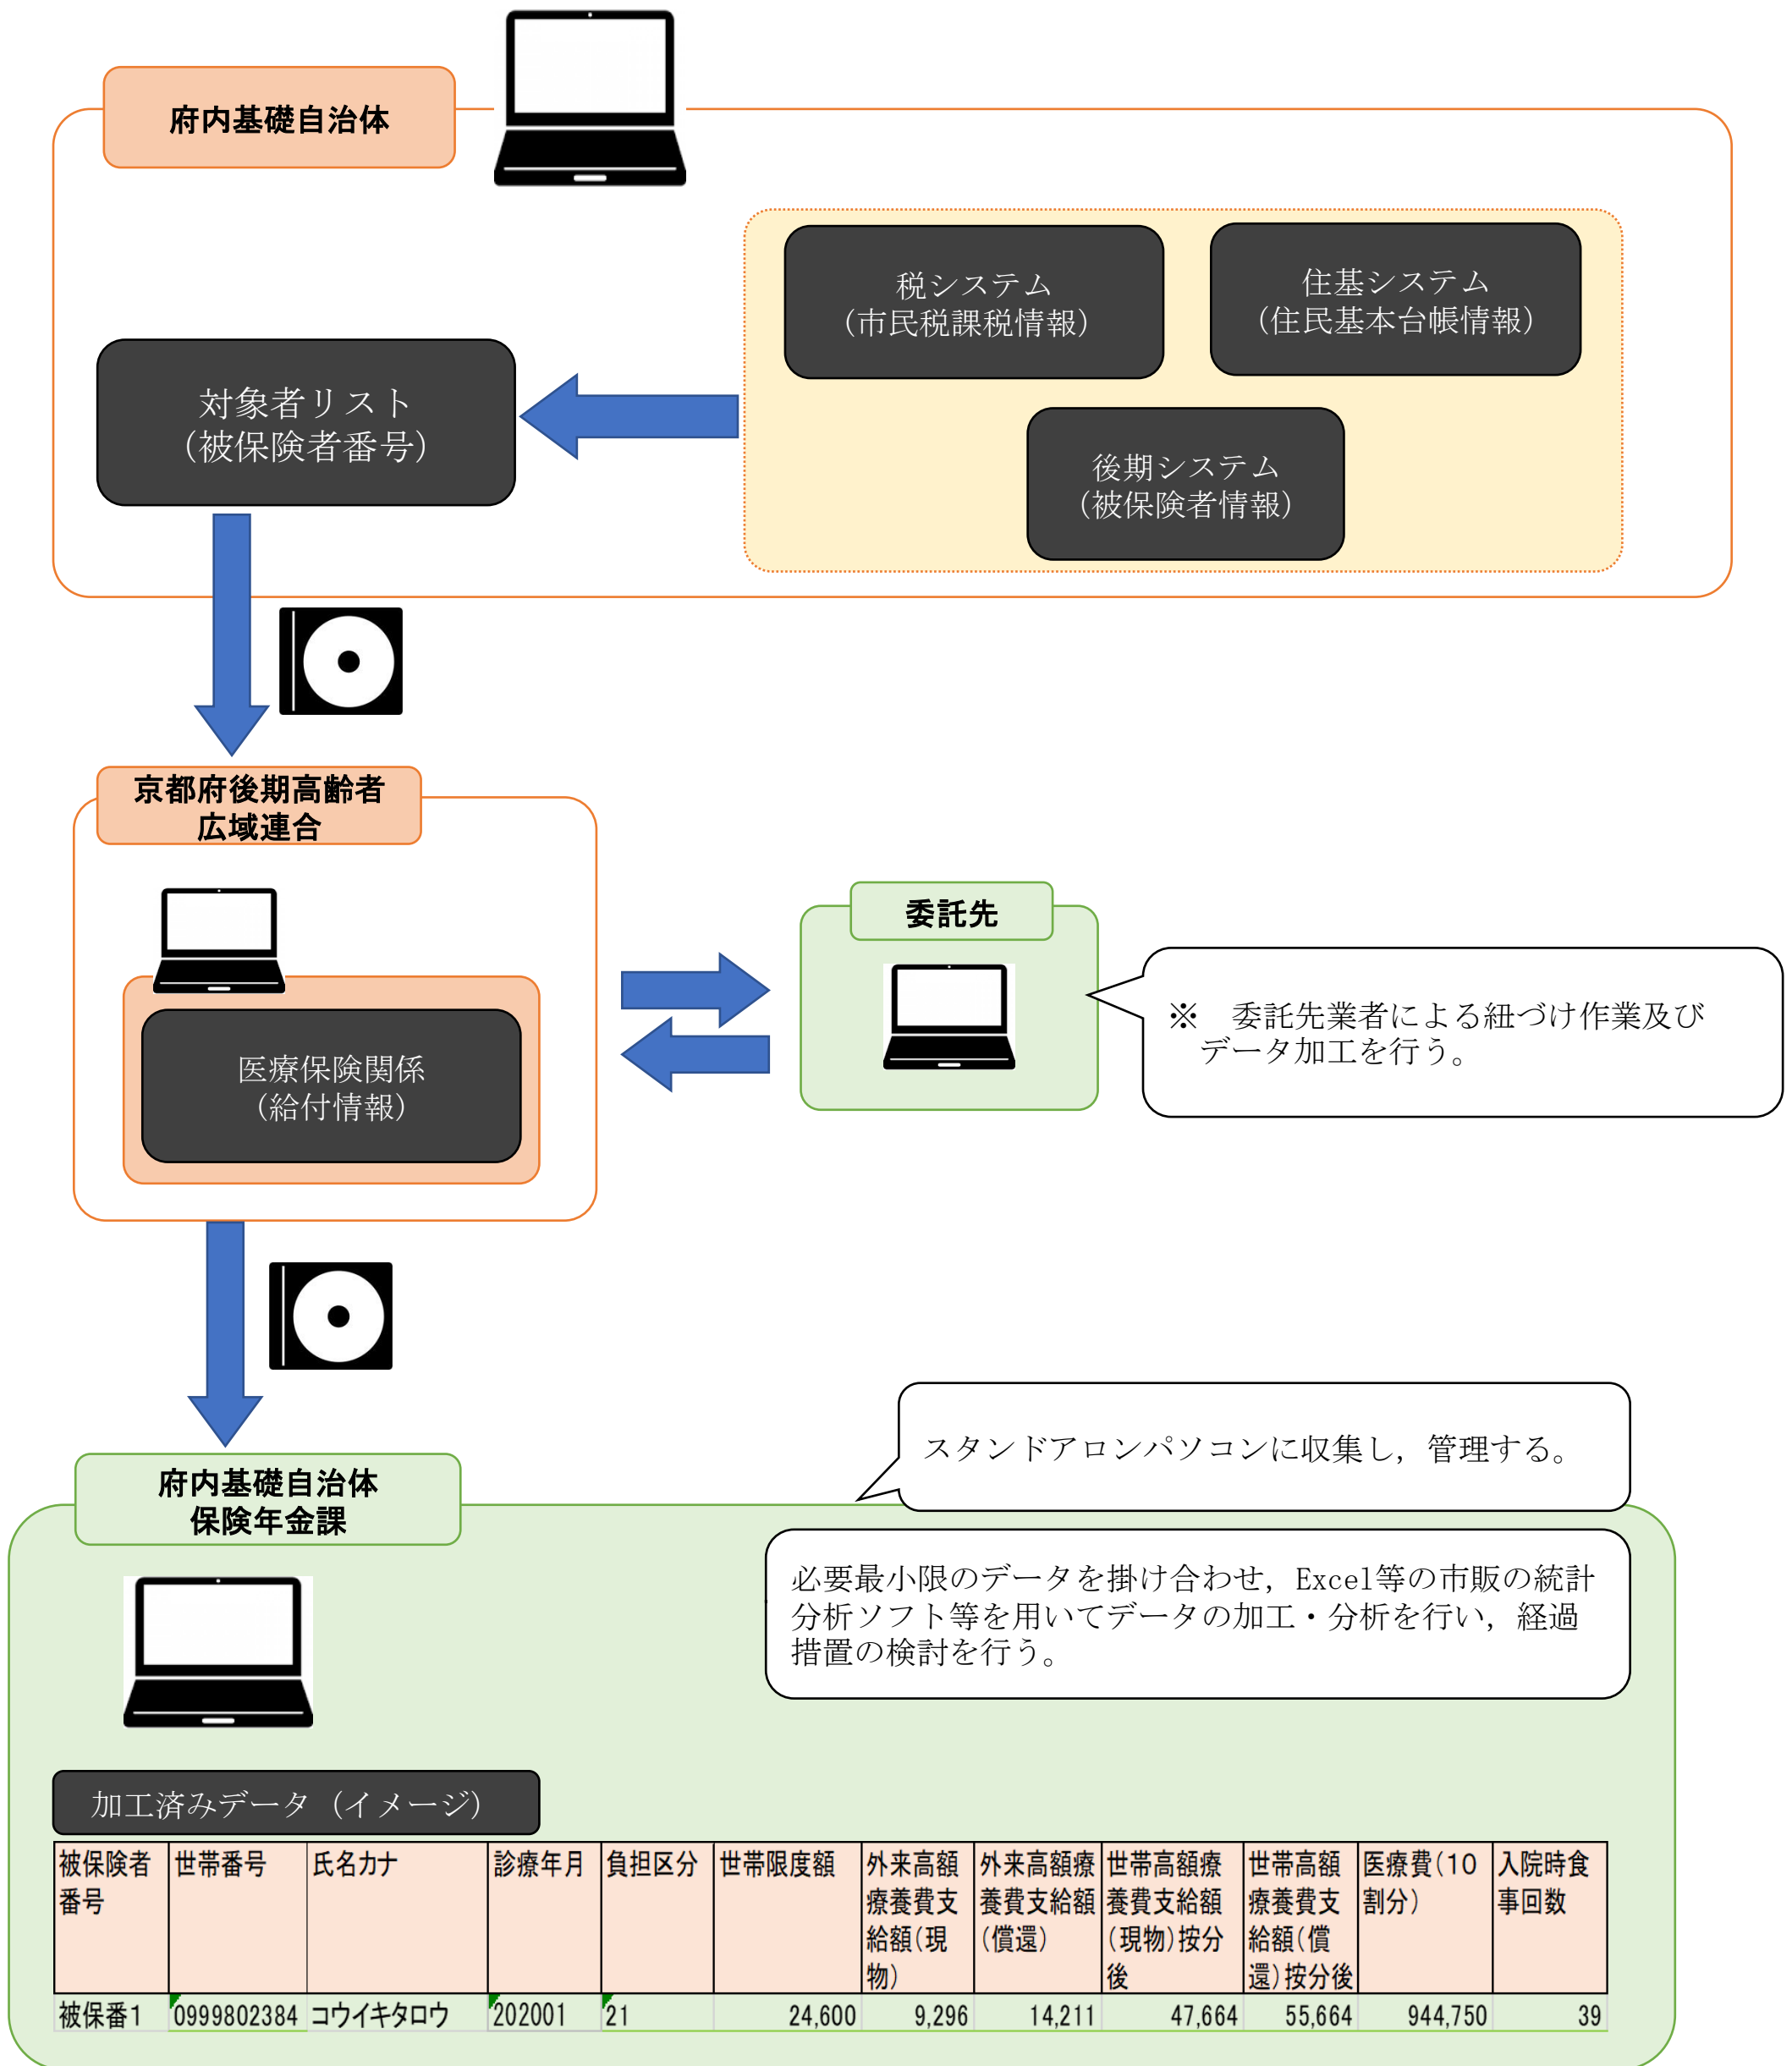 府内基礎自治体
税システム
（市民税課税情報）
住基システム
（住民基本台帳情報）
対象者リスト
（被保険者番号）
後期システム
（被保険者情報）
京都府後期高齢者
広域連合
委託先
※　委託先業者による紐づけ作業及び
データ加工を行う。
医療保険関係
（給付情報）
スタンドアロンパソコンに収集し，管理する。
府内基礎自治体
保険年金課
必要最小限のデータを掛け合わせ，Excel等の市販の統計
分析ソフト等を用いてデータの加工・分析を行い，経過
措置の検討を行う。
加工済みデータ（イメージ）
被保険者
番号
世帯番号
氏名カナ
診療年月
負担区分
世帯限度額
外来高額
療養費支
給額（現
物）
外来高額療
養費支給額
（償還）
世帯高額療
養費支給額
（現物）按分
後
世帯高額
療養費支
給額（償
還）按分後
医療費（10
割分）
入院時食
事回数
被保番1 0999802384 コウイキタロウ 202001 21 24,600 9,296 14,211 47,664 55,664 944,750 39